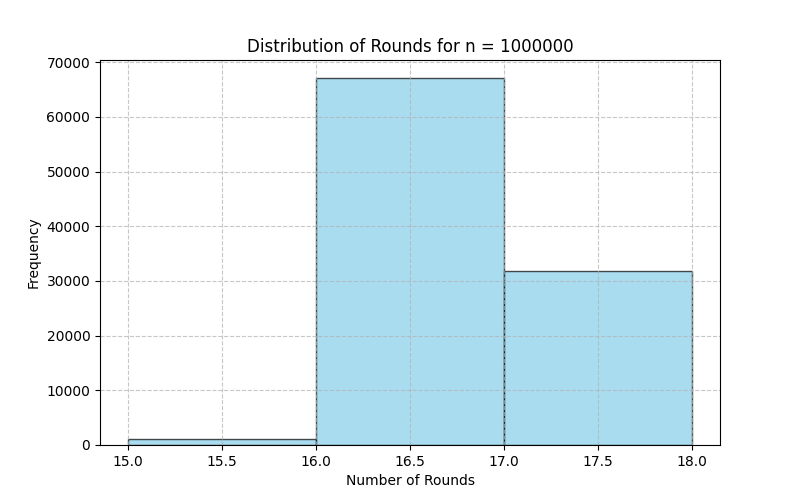 Distribution of Rounds for n = 1000000
70000
60000
50000
40000
30000
20000
10000
0
Frequency
15.0 15.5 16.0 16.5 17.0 17.5 18.0
Number of Rounds